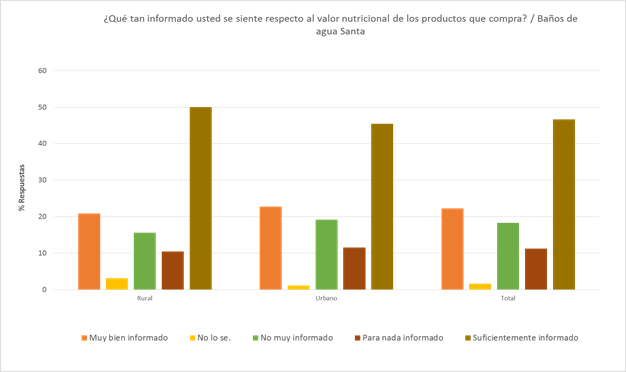 ¿Qué tan informado usted se siente respecto al valor nutricional de los productos que compra? / Baños de
agua Santa
60
50
40
30
20
10
0
% Respuestas
Rural
Urbano
Total
Muy bien informado
No lo se.
No muy informado
Para nada informado
Suficientemente informado